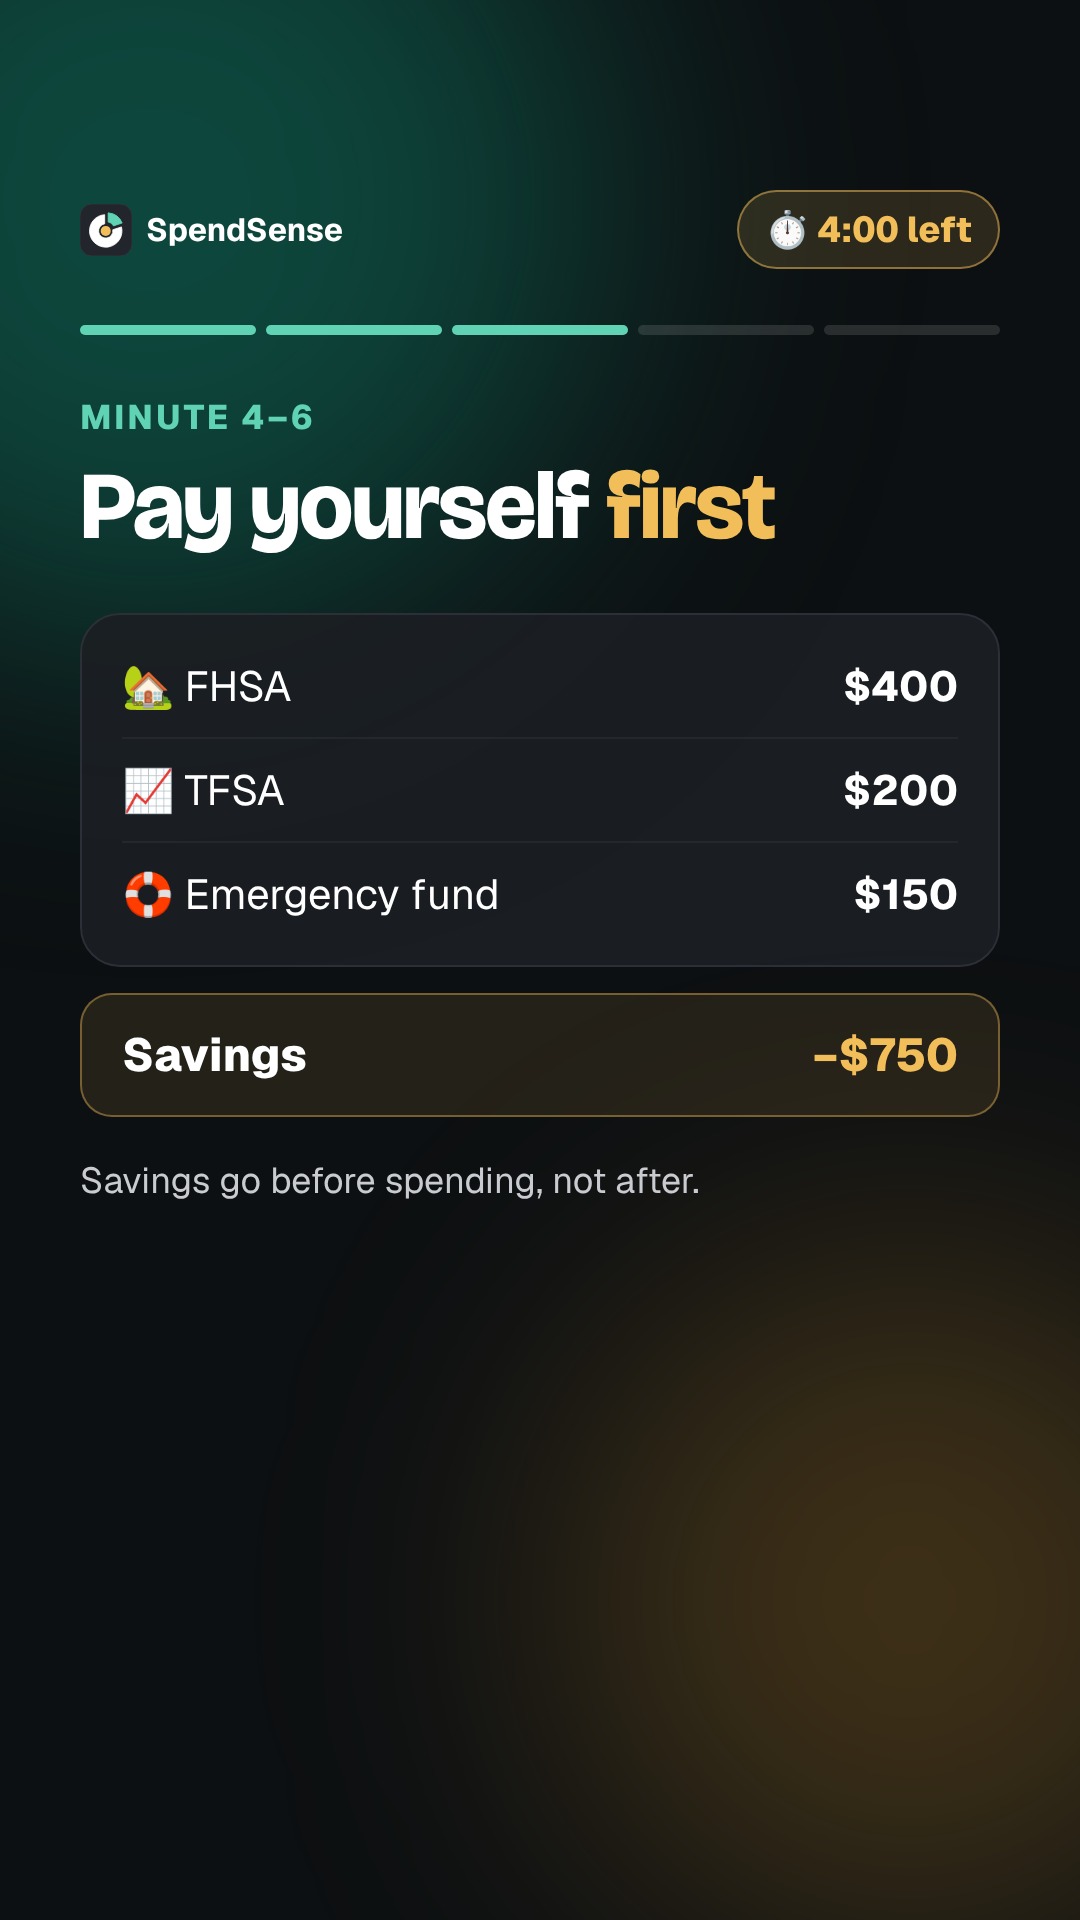 SpendSense
4:00 left
MINUTE 4–6
Pay yourself first
FHSA $400
TFSA $200
Emergency fund $150
Savings –$750
Savings go before spending, not after.